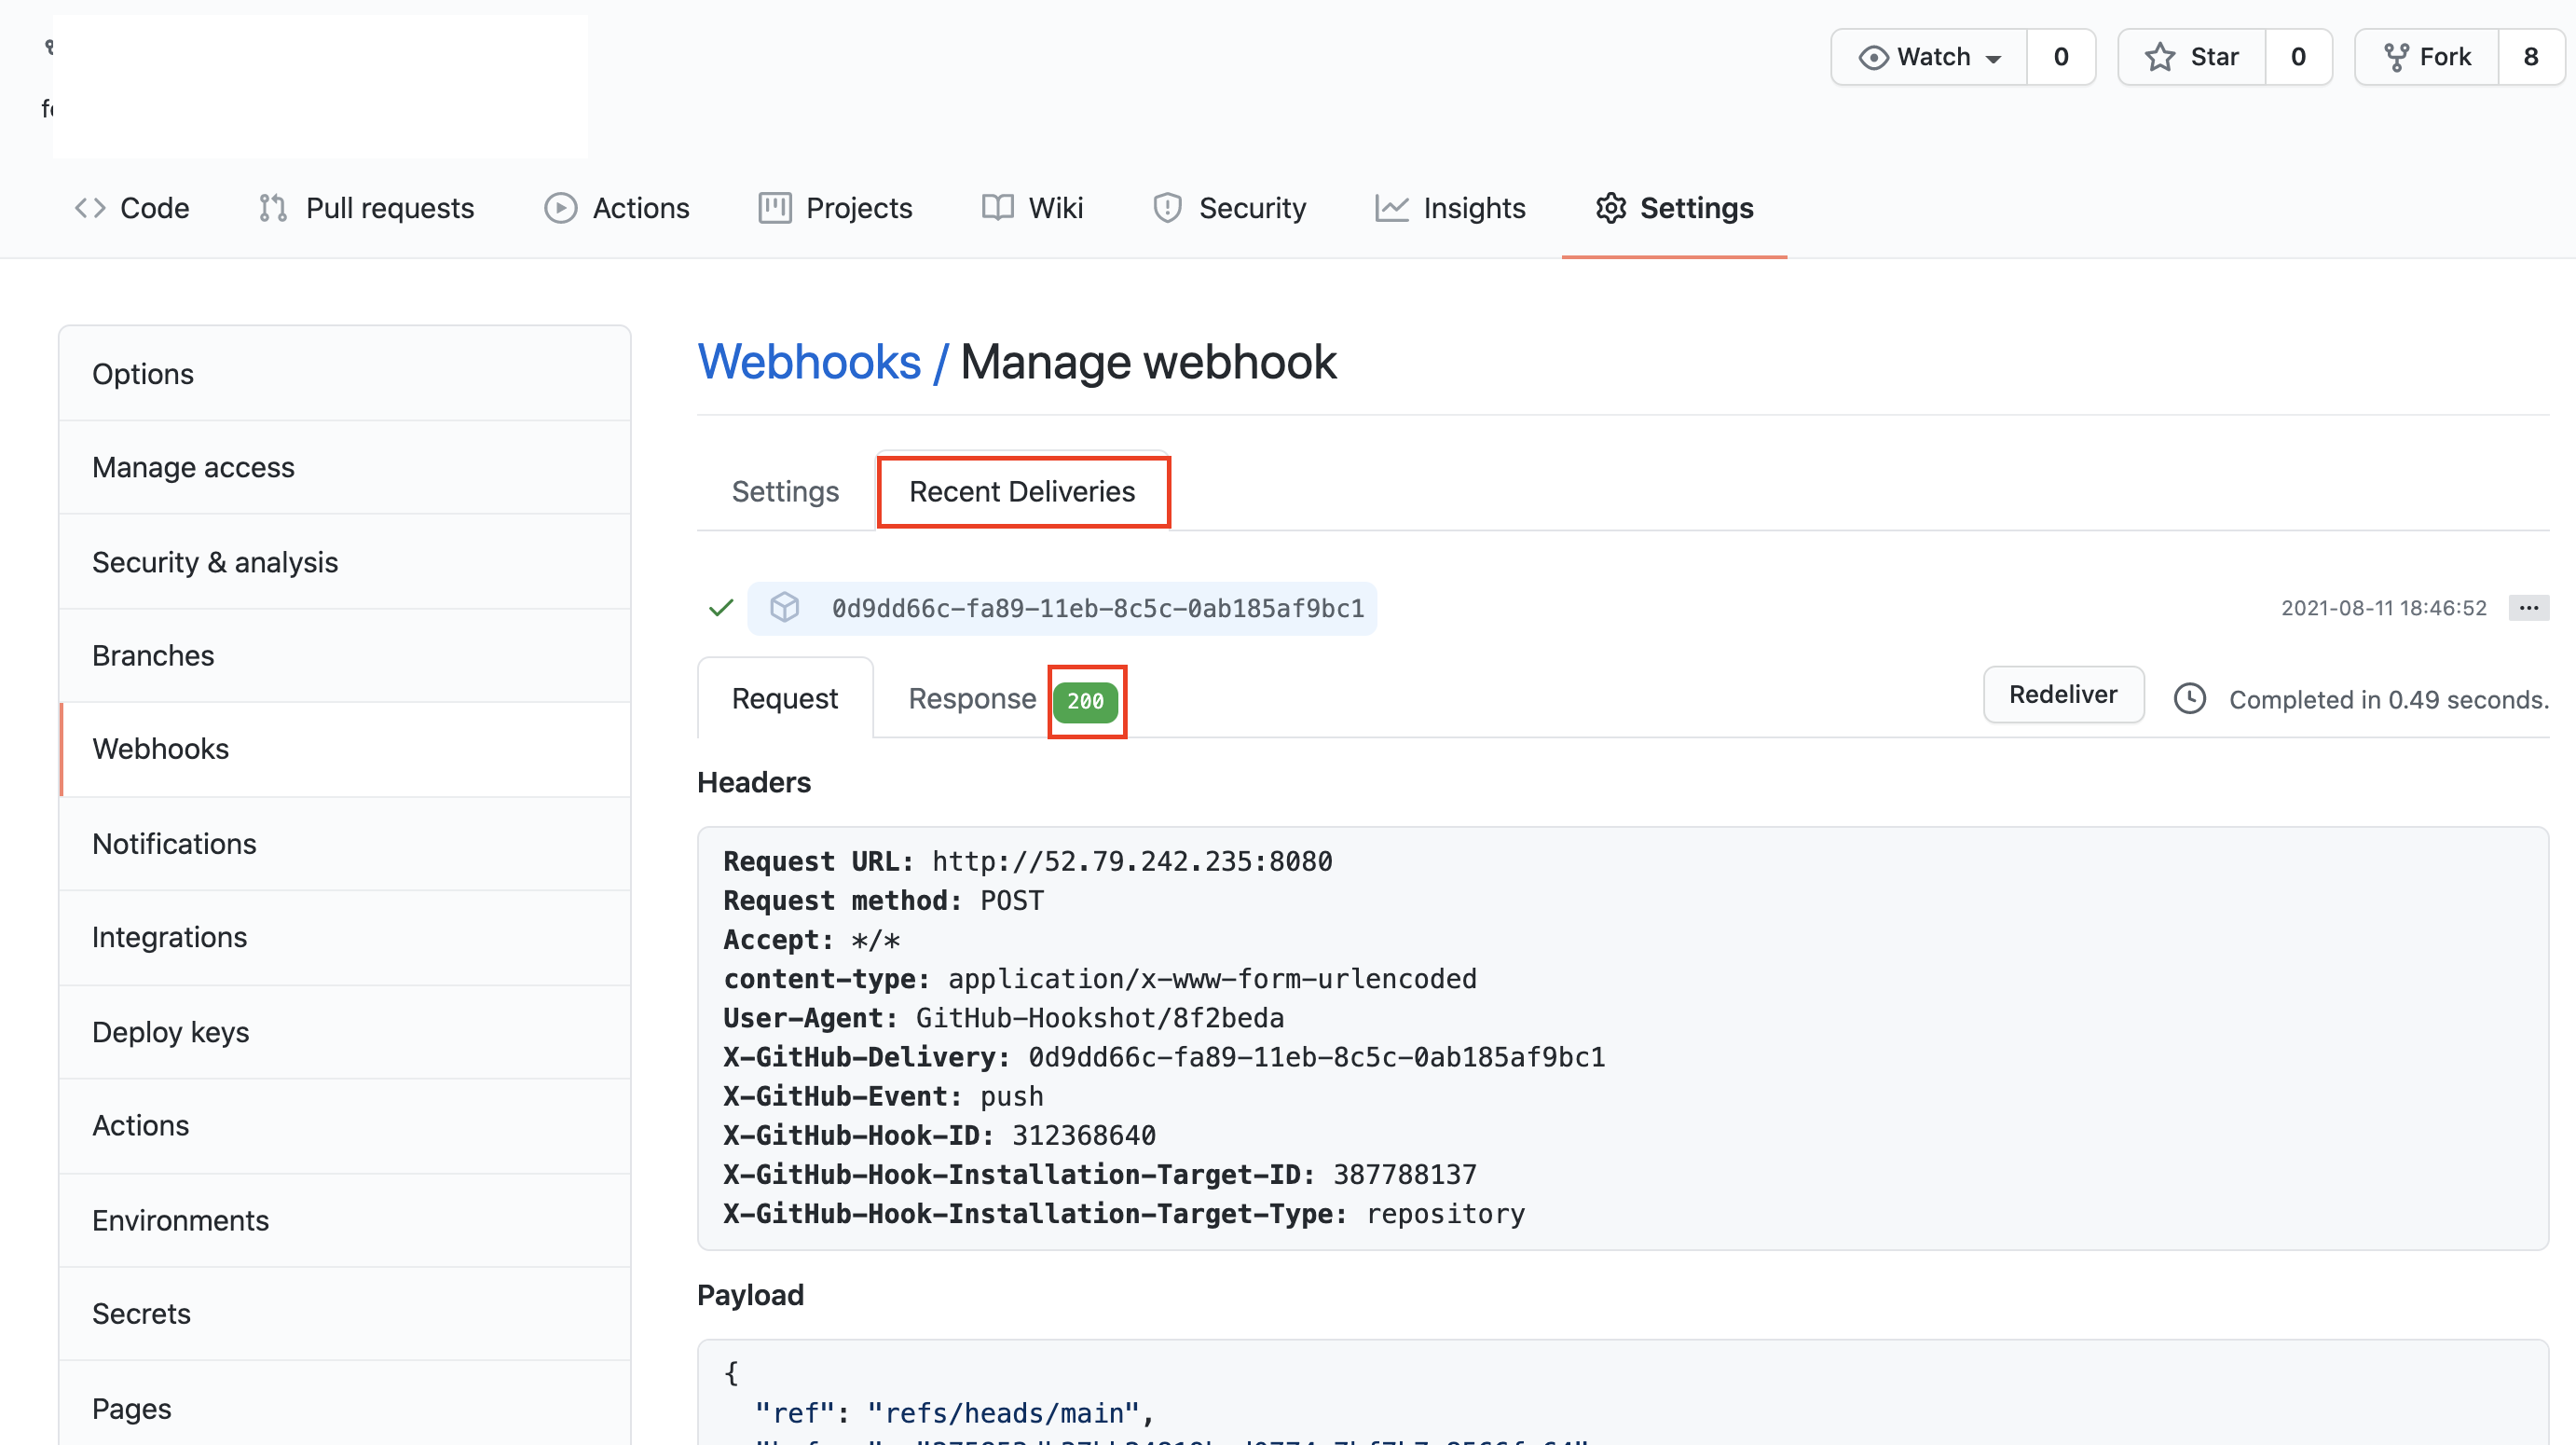 Watch 0 Star 0 Fork 8
Code Pull requests Actions Projects Wiki Security Insights Settings
Options
Manage access
Security & analysis
Branches
Webhooks
Notifications
Integrations
Deploy keys
Actions
Environments
Secrets
Pages
Webhooks / Manage webhook
Settings Recent Deliveries
0d9dd66c-fa89-11eb-8c5c-0ab185af9bc1 2021-08-11 18:46:52 ...
Request Response 200 Redeliver Completed in 0.49 seconds.
Headers
Request URL: http://52.79.242.235:8080
Request method: POST
Accept: */*
content-type: application/x-www-form-urlencoded
User-Agent: GitHub-Hookshot/8f2beda
X-GitHub-Delivery: 0d9dd66c-fa89-11eb-8c5c-0ab185af9bc1
X-GitHub-Event: push
X-GitHub-Hook-ID: 312368640
X-GitHub-Hook-Installation-Target-ID: 387788137
X-GitHub-Hook-Installation-Target-Type: repository
Payload
{
"ref": "refs/heads/main",